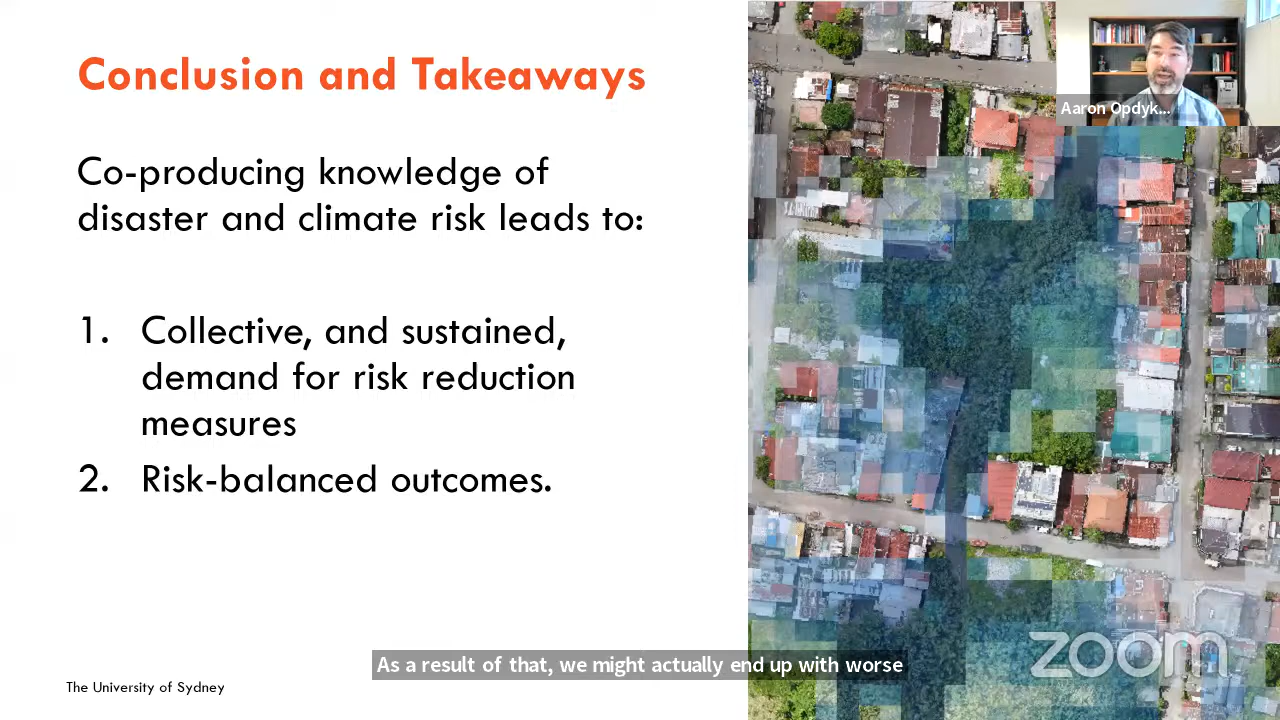 Conclusion and Takeaways
Co-producing knowledge of
disaster and climate risk leads to:
1. Collective, and sustained,
demand for risk reduction
measures
2. Risk-balanced outcomes.
Aaron Opdyk...
As a result of that, we might actually end up with worse
The University of Sydney
zoom